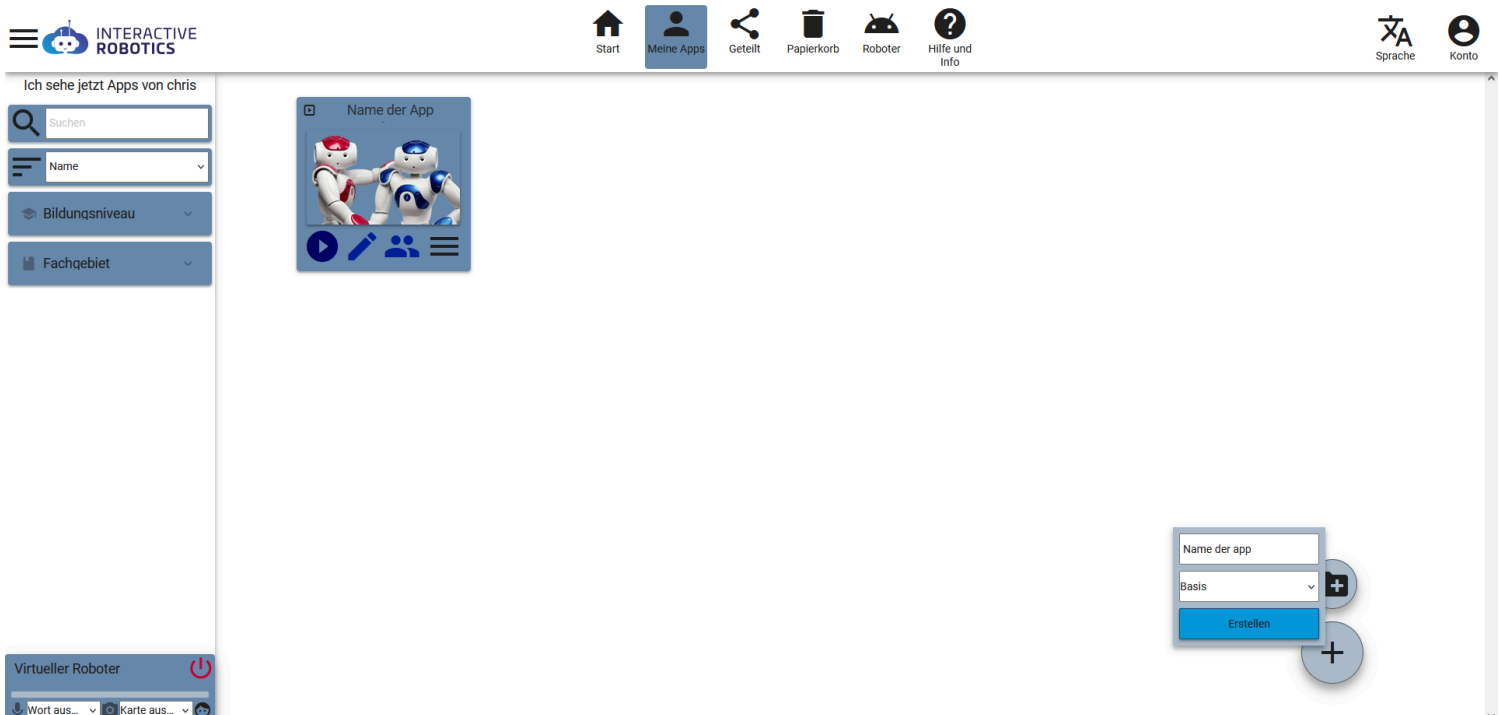 INTERACTIVE
ROBOTICS
Start
Meine Apps
Geteilt
Papierkorb
Roboter
Hilfe und
Info
Sprache
Konto
Ich sehe jetzt Apps von chris
Suchen
Name
Bildungsniveau
Fachgebiet
Name der App
Name der app
Basis
Erstellen
Virtueller Roboter
Wort aus...
Karte aus...